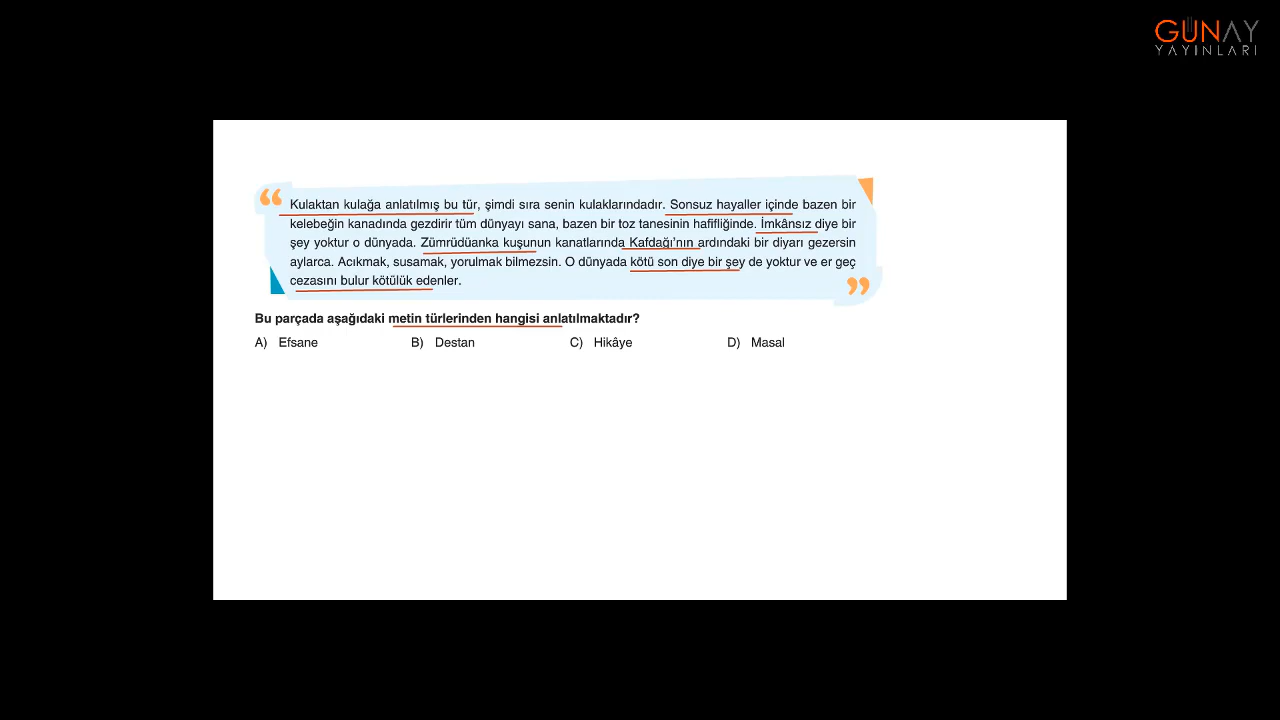 GÜNAY
YAYINLARI
“ Kulaktan kulağa anlatılmış bu tür, şimdi sıra senin kulaklarındadır. Sonsuz hayaller içinde bazen bir
kelebeğin kanadında gezdirir tüm dünyayı sana, bazen bir toz tanesinin hafifliğinde. İmkânsız diye bir
şey yoktur o dünyada. Zümrüdüanka kuşunun kanatlarında Kafdağı’nın ardındaki bir diyarı gezersin
aylarca. Acıkmak, susamak, yorulmak bilmezsin. O dünyada kötü son diye bir şey de yoktur ve er geç
cezasını bulur kötülük edenler. ”
Bu parçada aşağıdaki metin türlerinden hangisi anlatılmaktadır?
A) Efsane B) Destan C) Hikâye D) Masal